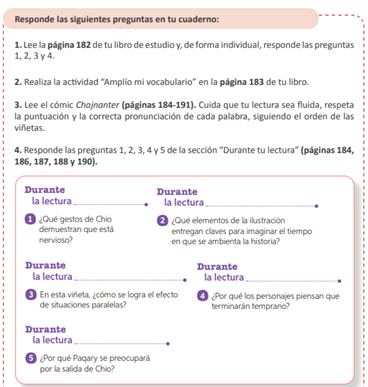 Responde las siguientes preguntas en tu cuaderno:
1. Lee la página 182 de tu libro de estudio y, de forma individual, responde las preguntas
1, 2, 3 y 4.
2. Realiza la actividad “Amplío mi vocabulario” en la página 183 de tu libro.
3. Lee el cómic Chajnanter (páginas 184-191). Cuida que tu lectura sea fluida, respeta
la puntuación y la correcta pronunciación de cada palabra, siguiendo el orden de las
viñetas.
4. Responde las preguntas 1, 2, 3, 4 y 5 de la sección “Durante tu lectura” (páginas 184,
186, 187, 188 y 190).
Durante
la lectura
1 ¿Qué gestos de Chio
demuestran que está
nervioso?
Durante
la lectura
2 ¿Qué elementos de la ilustración
entregan claves para imaginar el tiempo
en que se ambienta la historia?
Durante
la lectura
3 En esta viñeta, ¿cómo se logra el efecto
de situaciones paralelas?
Durante
la lectura
4 ¿Por qué los personajes piensan que
terminarán temprano?
Durante
la lectura
5 ¿Por qué Paqary se preocupará
por la salida de Chio?